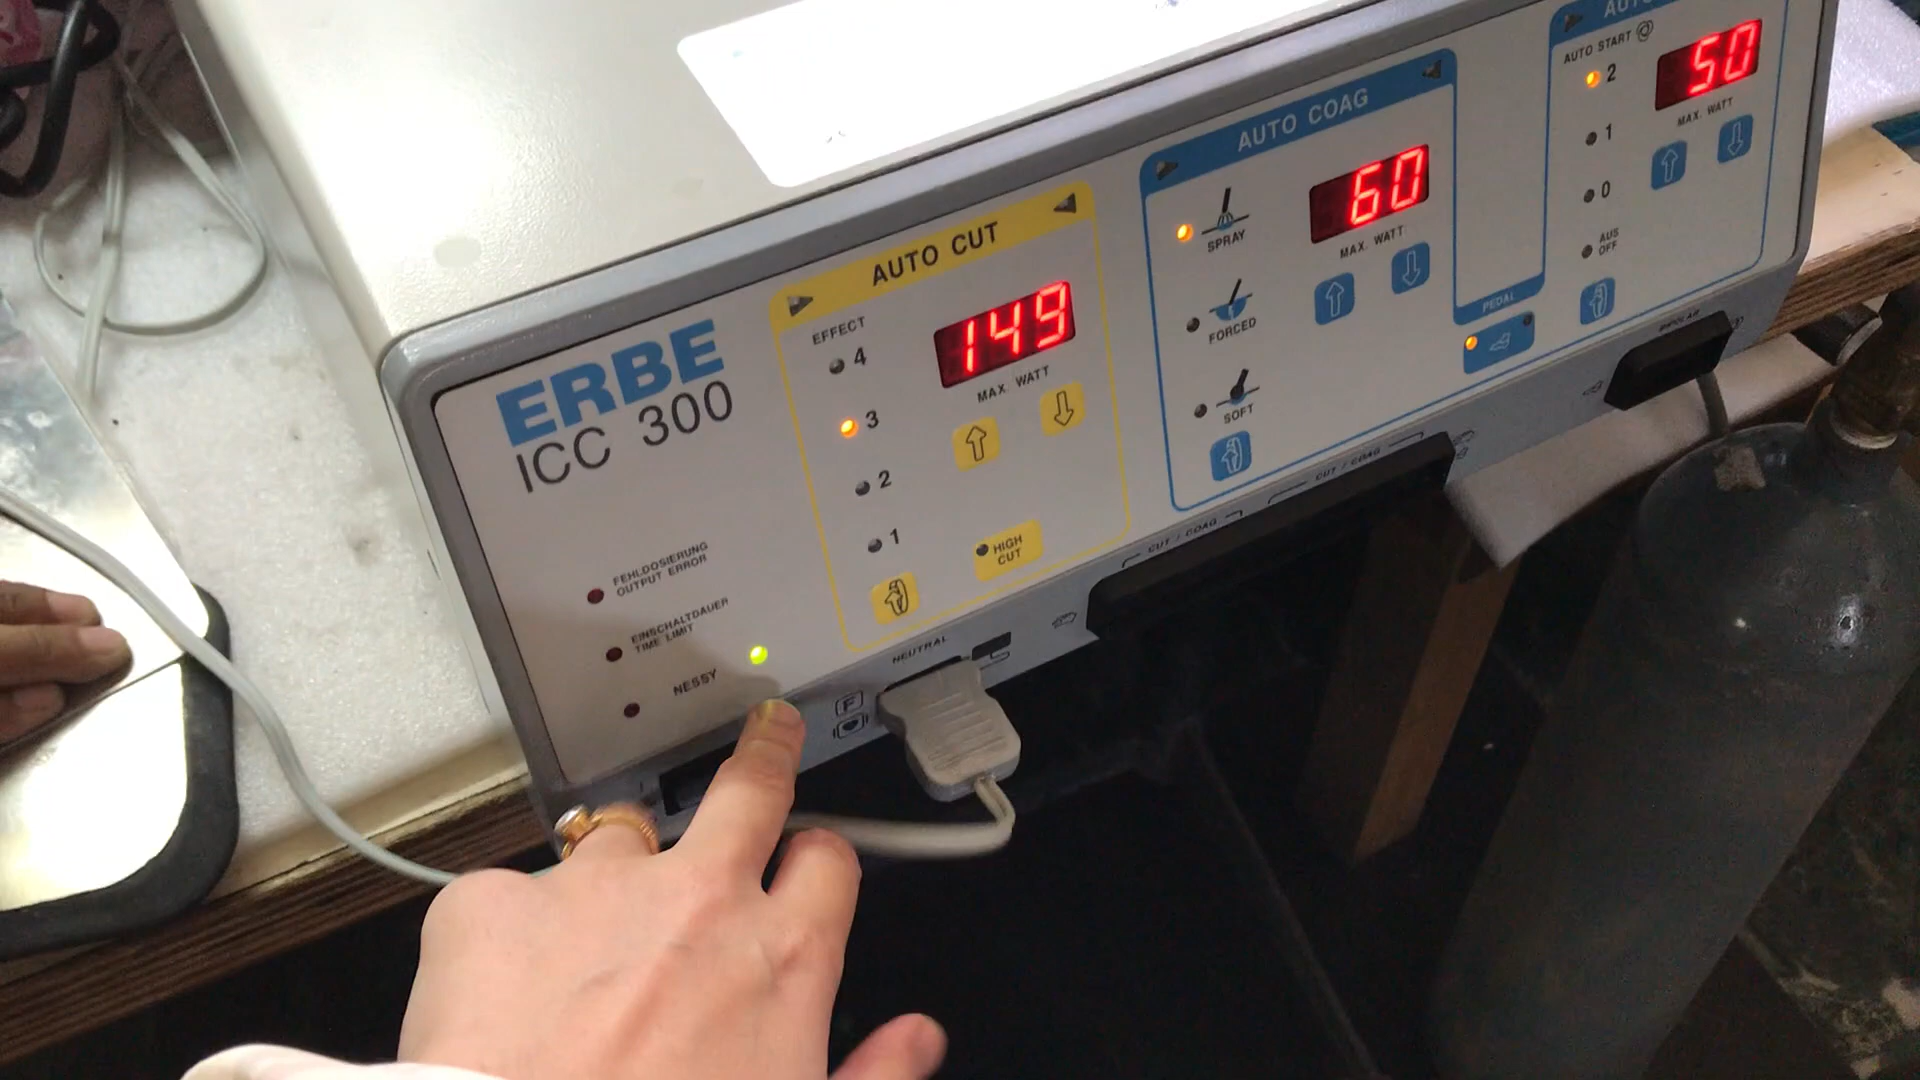 ERBE
ICC 300
FEHLDOSIERUNG
OUTPUT ERROR
EINSCHALTDAUER
TIME LIMIT
NESSY
AUTO CUT
EFFECT
4
3
2
1
149
MAX. WATT
HIGH
CUT
NEUTRAL
F
AUTO COAG
SPRAY
FORCED
SOFT
60
MAX. WATT
CUT / COAG
CUT / COAG
PEDAL
AUTO START
2
1
0
AUS
OFF
50
MAX. WATT
BIPOLAR